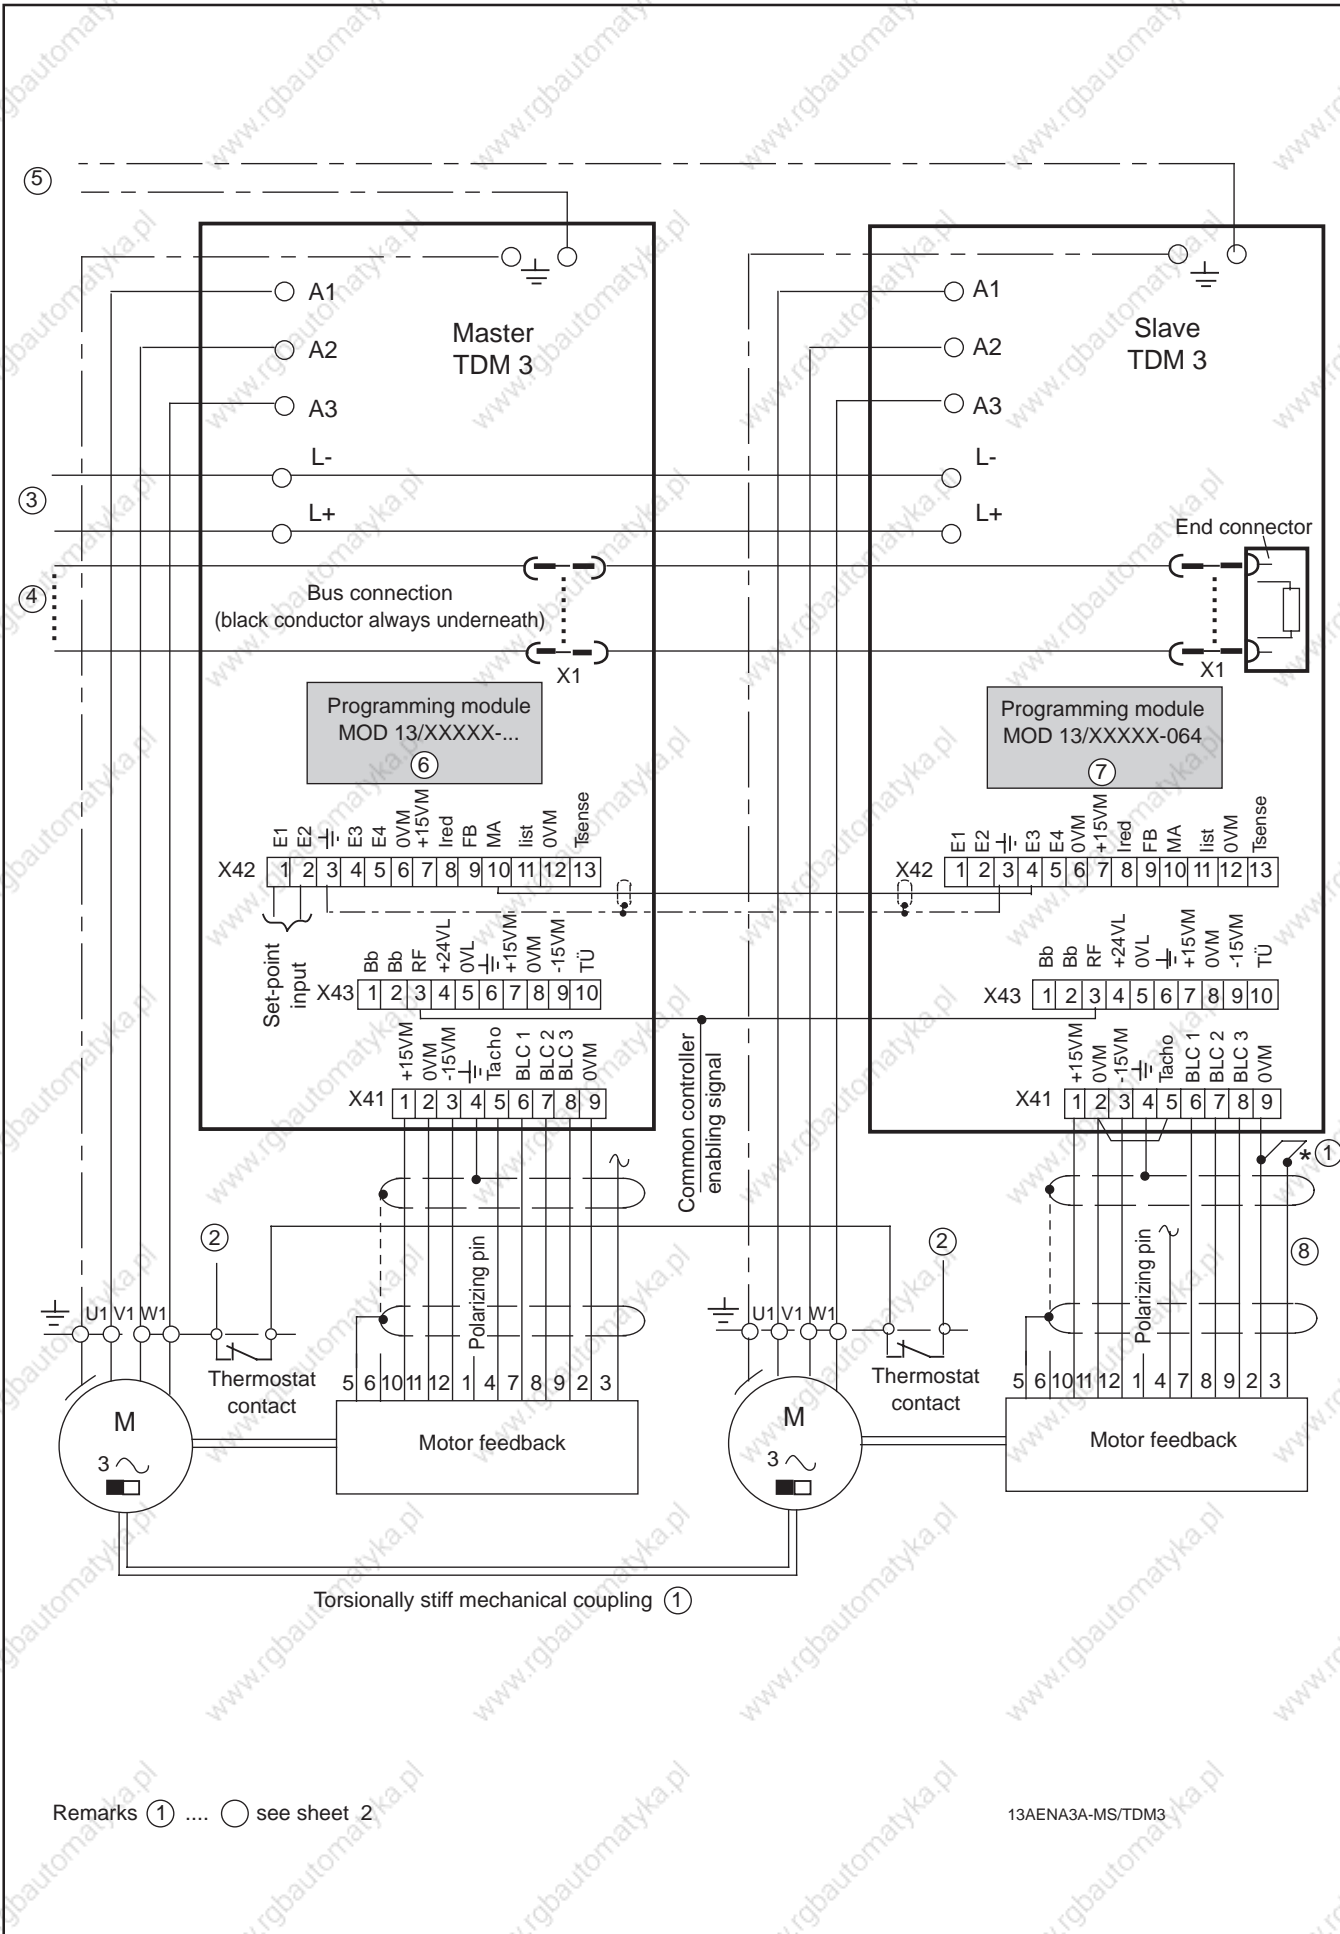 5
A1
A2
A3
Master
TDM 3
A1
A2
A3
Slave
TDM 3
3
L-
L+
L-
L+
End connector
4
Bus connection
(black conductor always underneath)
X1
X1
Programming module
MOD 13/XXXXX-...
6
Programming module
MOD 13/XXXXX-064
7
E1 E2 E3 E4 0VM +15VM Ired FB MA list 0VM Tsense
X42 1 2 3 4 5 6 7 8 9 10 11 12 13
E1 E2 E3 E4 0VM +15VM Ired FB MA list 0VM Tsense
X42 1 2 3 4 5 6 7 8 9 10 11 12 13
Set-point
input
Bb Bb RF +24VL 0VL +15VM 0VM -15VM TÜ
X43 1 2 3 4 5 6 7 8 9 10
Bb Bb RF +24VL 0VL +15VM 0VM -15VM TÜ
X43 1 2 3 4 5 6 7 8 9 10
Common controller
enabling signal
+15VM 0VM -15VM Tacho BLC 1 BLC 2 BLC 3 0VM
X41 1 2 3 4 5 6 7 8 9
+15VM 0VM -15VM Tacho BLC 1 BLC 2 BLC 3 0VM
X41 1 2 3 4 5 6 7 8 9
* 1
2
Polarizing pin
2
Polarizing pin
8
U1 V1 W1
U1 V1 W1
Thermostat
contact
5 6 10 11 12 1 4 7 8 9 2 3
Thermostat
contact
5 6 10 11 12 1 4 7 8 9 2 3
M
3
Motor feedback
M
3
Motor feedback
Torsionally stiff mechanical coupling 1
Remarks 1 .... see sheet 2
13AENA3A-MS/TDM3
www.rgbautomatyka.pl